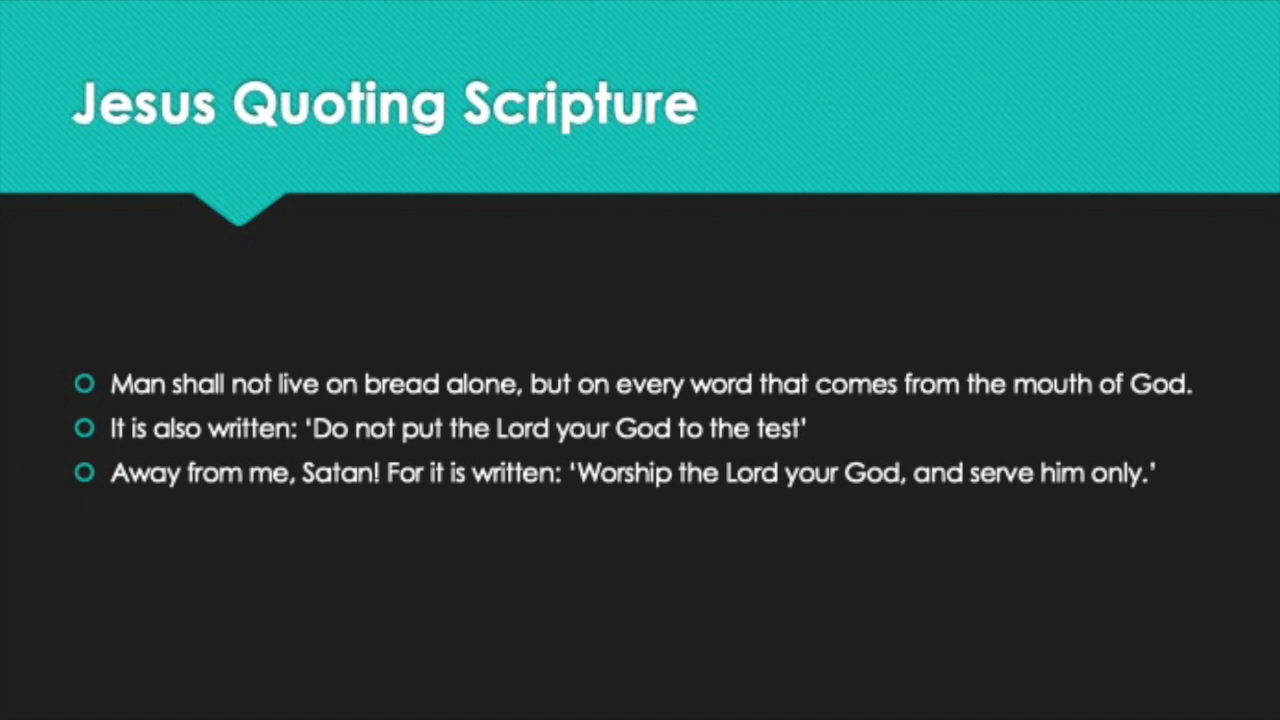 Jesus Quoting Scripture
Man shall not live on bread alone, but on every word that comes from the mouth of God.
It is also written: ‘Do not put the Lord your God to the test’
Away from me, Satan! For it is written: ‘Worship the Lord your God, and serve him only.’